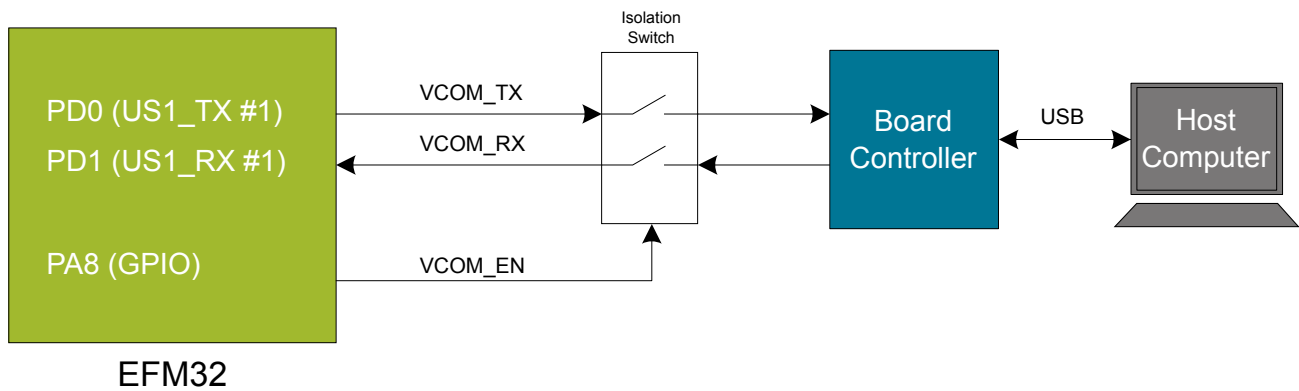 Isolation
Switch
PD0 (US1_TX #1)
VCOM_TX
PD1 (US1_RX #1)
VCOM_RX
Board
Controller
USB
Host
Computer
PA8 (GPIO)
VCOM_EN
EFM32